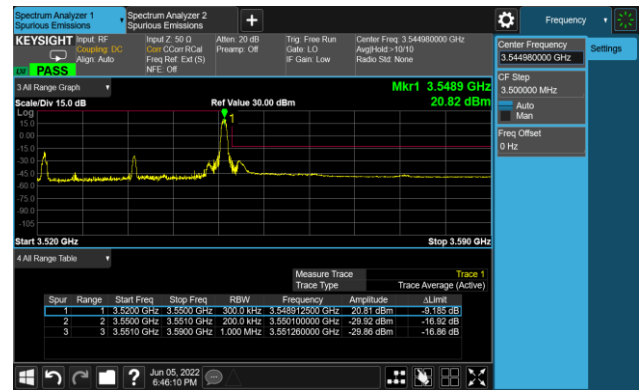 Spectrum Analyzer 1
Spurious Emissions
Spectrum Analyzer 2
Spurious Emissions
+
Frequency
KEYSIGHT
Input: RF
Coupling: DC
Align: Auto
Input Z: 50 Ω
Corr CCorr RCal
Freq Ref: Ext (S)
NFE: Off
Atten: 20 dB
Preamp: Off
Trig: Free Run
Gate: LO
IF Gain: Low
Center Freq: 3.544980000 GHz
Avg|Hold:>10/10
Radio Std: None
PASS
Center Frequency
3.544980000 GHz
Settings
CF Step
3.500000 MHz
Auto
Man
Freq Offset
0 Hz
3 All Range Graph
Mkr1 3.5489 GHz
Scale/Div 15.0 dB
Ref Value 30.00 dBm
20.82 dBm
Log
1
15.0
0.00
-15.0
-30.0
-45.0
-60.0
-75.0
-90.0
-105
Start 3.520 GHz
Stop 3.590 GHz
4 All Range Table
Measure Trace Trace 1
Trace Type Trace Average (Active)
Spur Range Start Freq Stop Freq RBW Frequency Amplitude ΔLimit
1 1 3.5200 GHz 3.5500 GHz 300.0 kHz 3.548912500 GHz 20.81 dBm -9.185 dB
2 2 3.5500 GHz 3.5510 GHz 200.0 kHz 3.550100000 GHz -29.92 dBm -16.92 dB
3 3 3.5510 GHz 3.5900 GHz 1.000 MHz 3.551260000 GHz -29.86 dBm -16.86 dB
?
Jun 05, 2022
6:46:10 PM